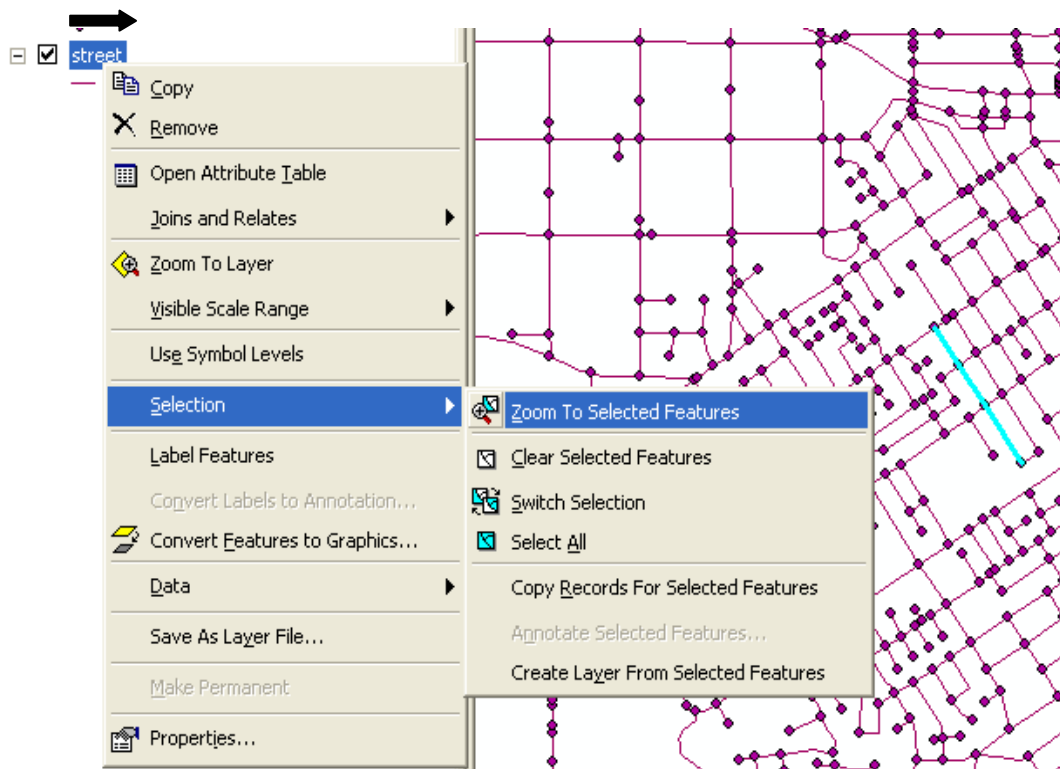 street
Copy
Remove
Open Attribute Table
Joins and Relates
Zoom To Layer
Visible Scale Range
Use Symbol Levels
Selection
Label Features
Convert Labels to Annotation...
Convert Features to Graphics...
Data
Save As Layer File...
Make Permanent
Properties...
Zoom To Selected Features
Clear Selected Features
Switch Selection
Select All
Copy Records For Selected Features
Annotate Selected Features...
Create Layer From Selected Features